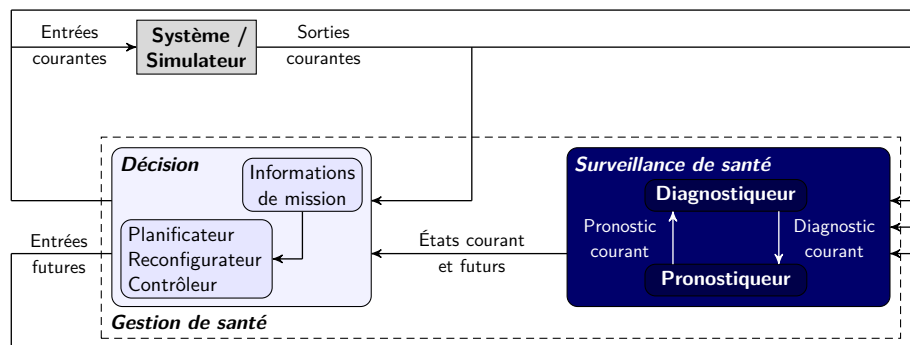 Entrées
courantes
Système /
Simulateur
Sorties
courantes
Décision
Informations
de mission
Planificateur
Reconfigurateur
Contrôleur
Entrées
futures
États courant
et futurs
Surveillance de santé
Diagnostiqueur
Pronostic
courant
Diagnostic
courant
Pronostiqueur
Gestion de santé